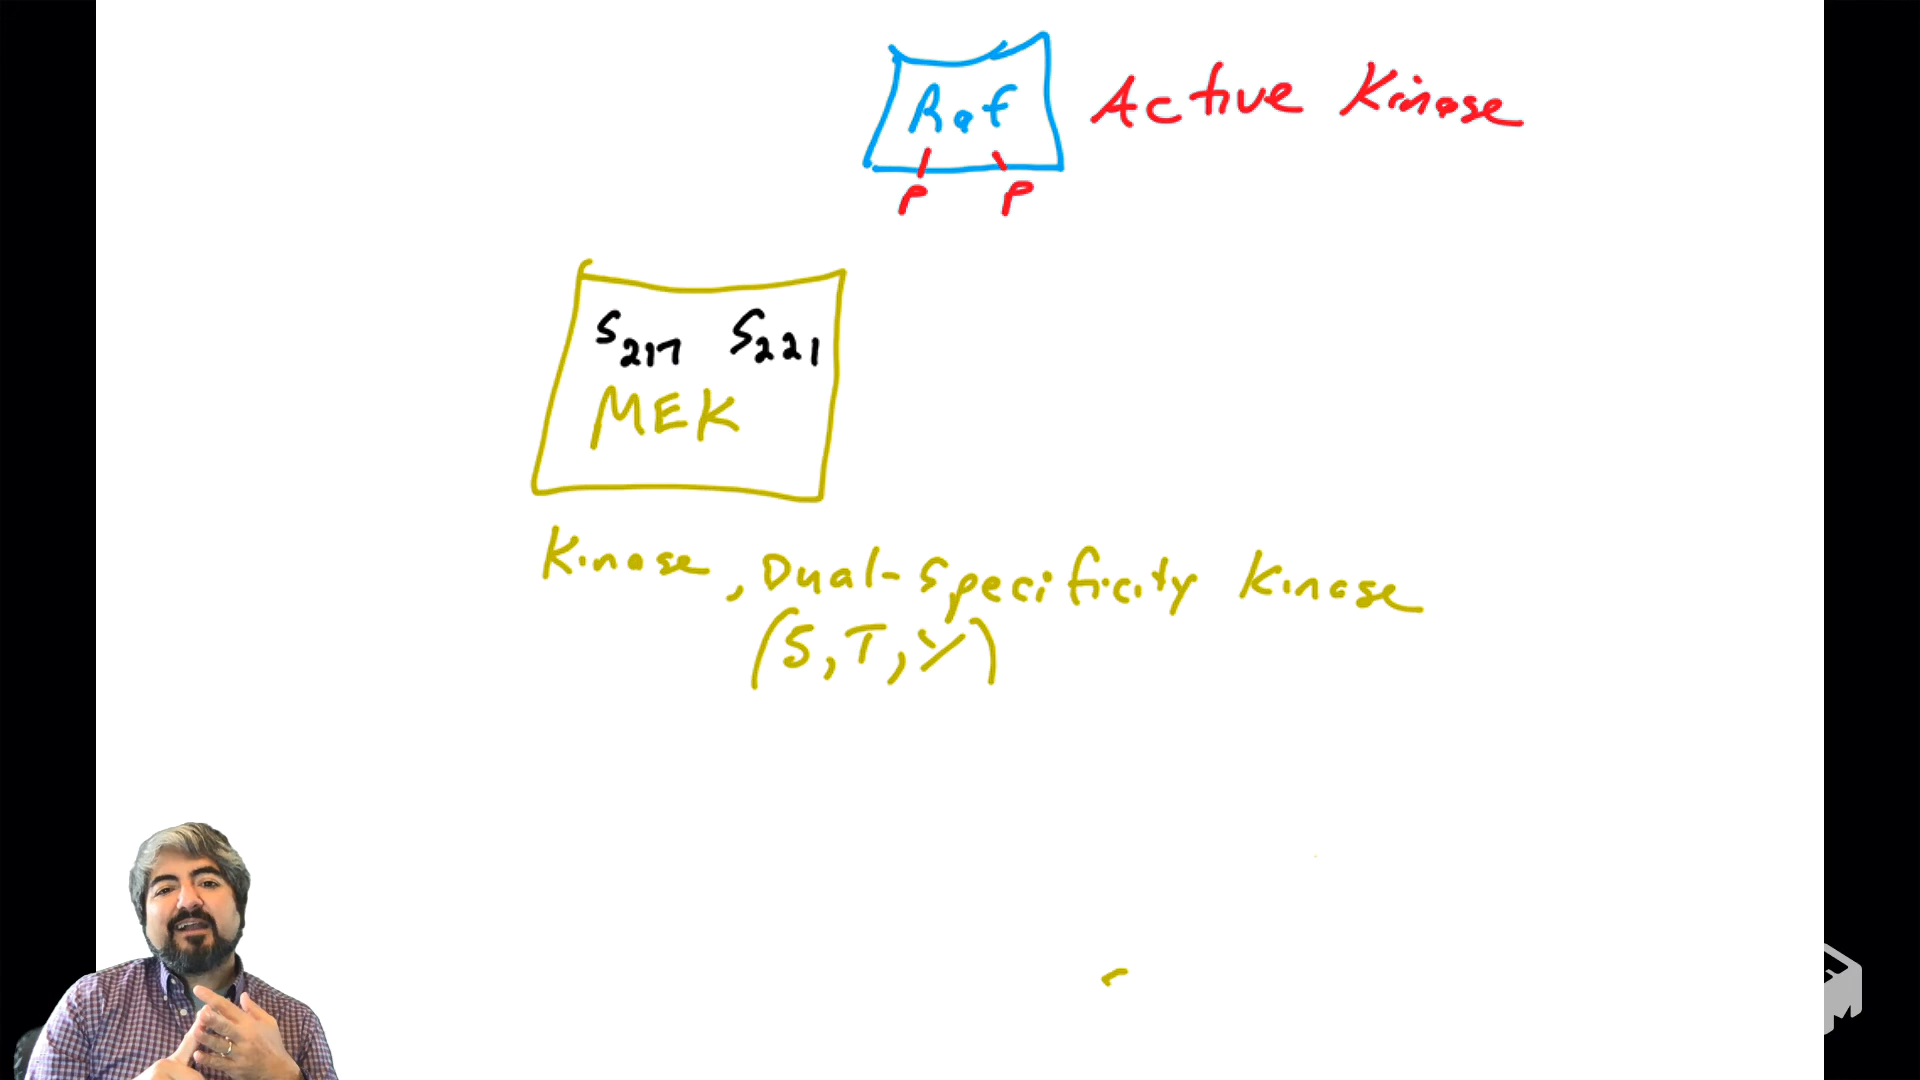 Raf Active Kinase
P P
S217 S221
MEK
Kinase, Dual-Specificity Kinase
(S, T, Y)
M